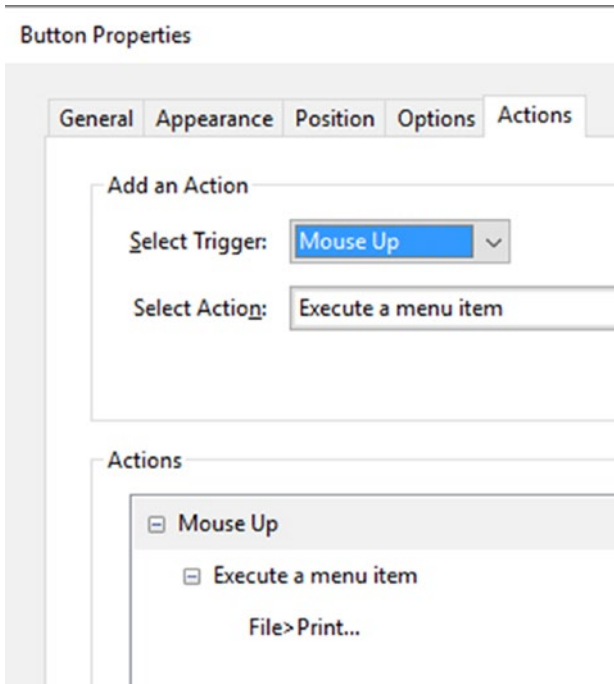 Button Properties
General Appearance Position Options Actions
Add an Action
Select Trigger: Mouse Up
Select Action: Execute a menu item
Actions
Mouse Up
Execute a menu item
File>Print...